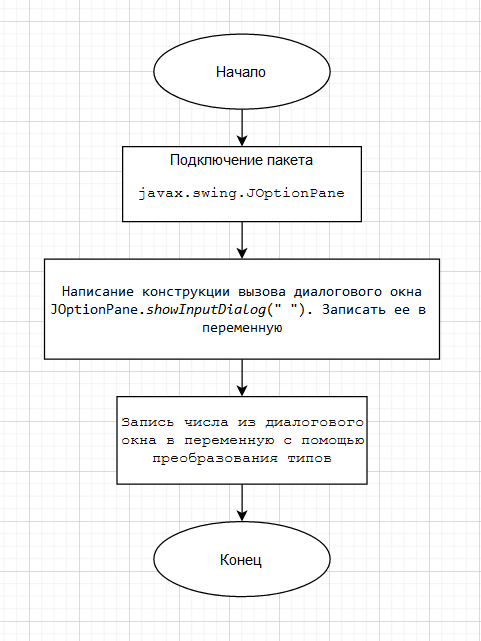 Начало
Подключение пакета
javax.swing.JOptionPane
Написание конструкции вызова диалогового окна
JOptionPane.showInputDialog(" "). Записать ее в
переменную
Запись числа из диалогового
окна в переменную с помощью
преобразования типов
Конец